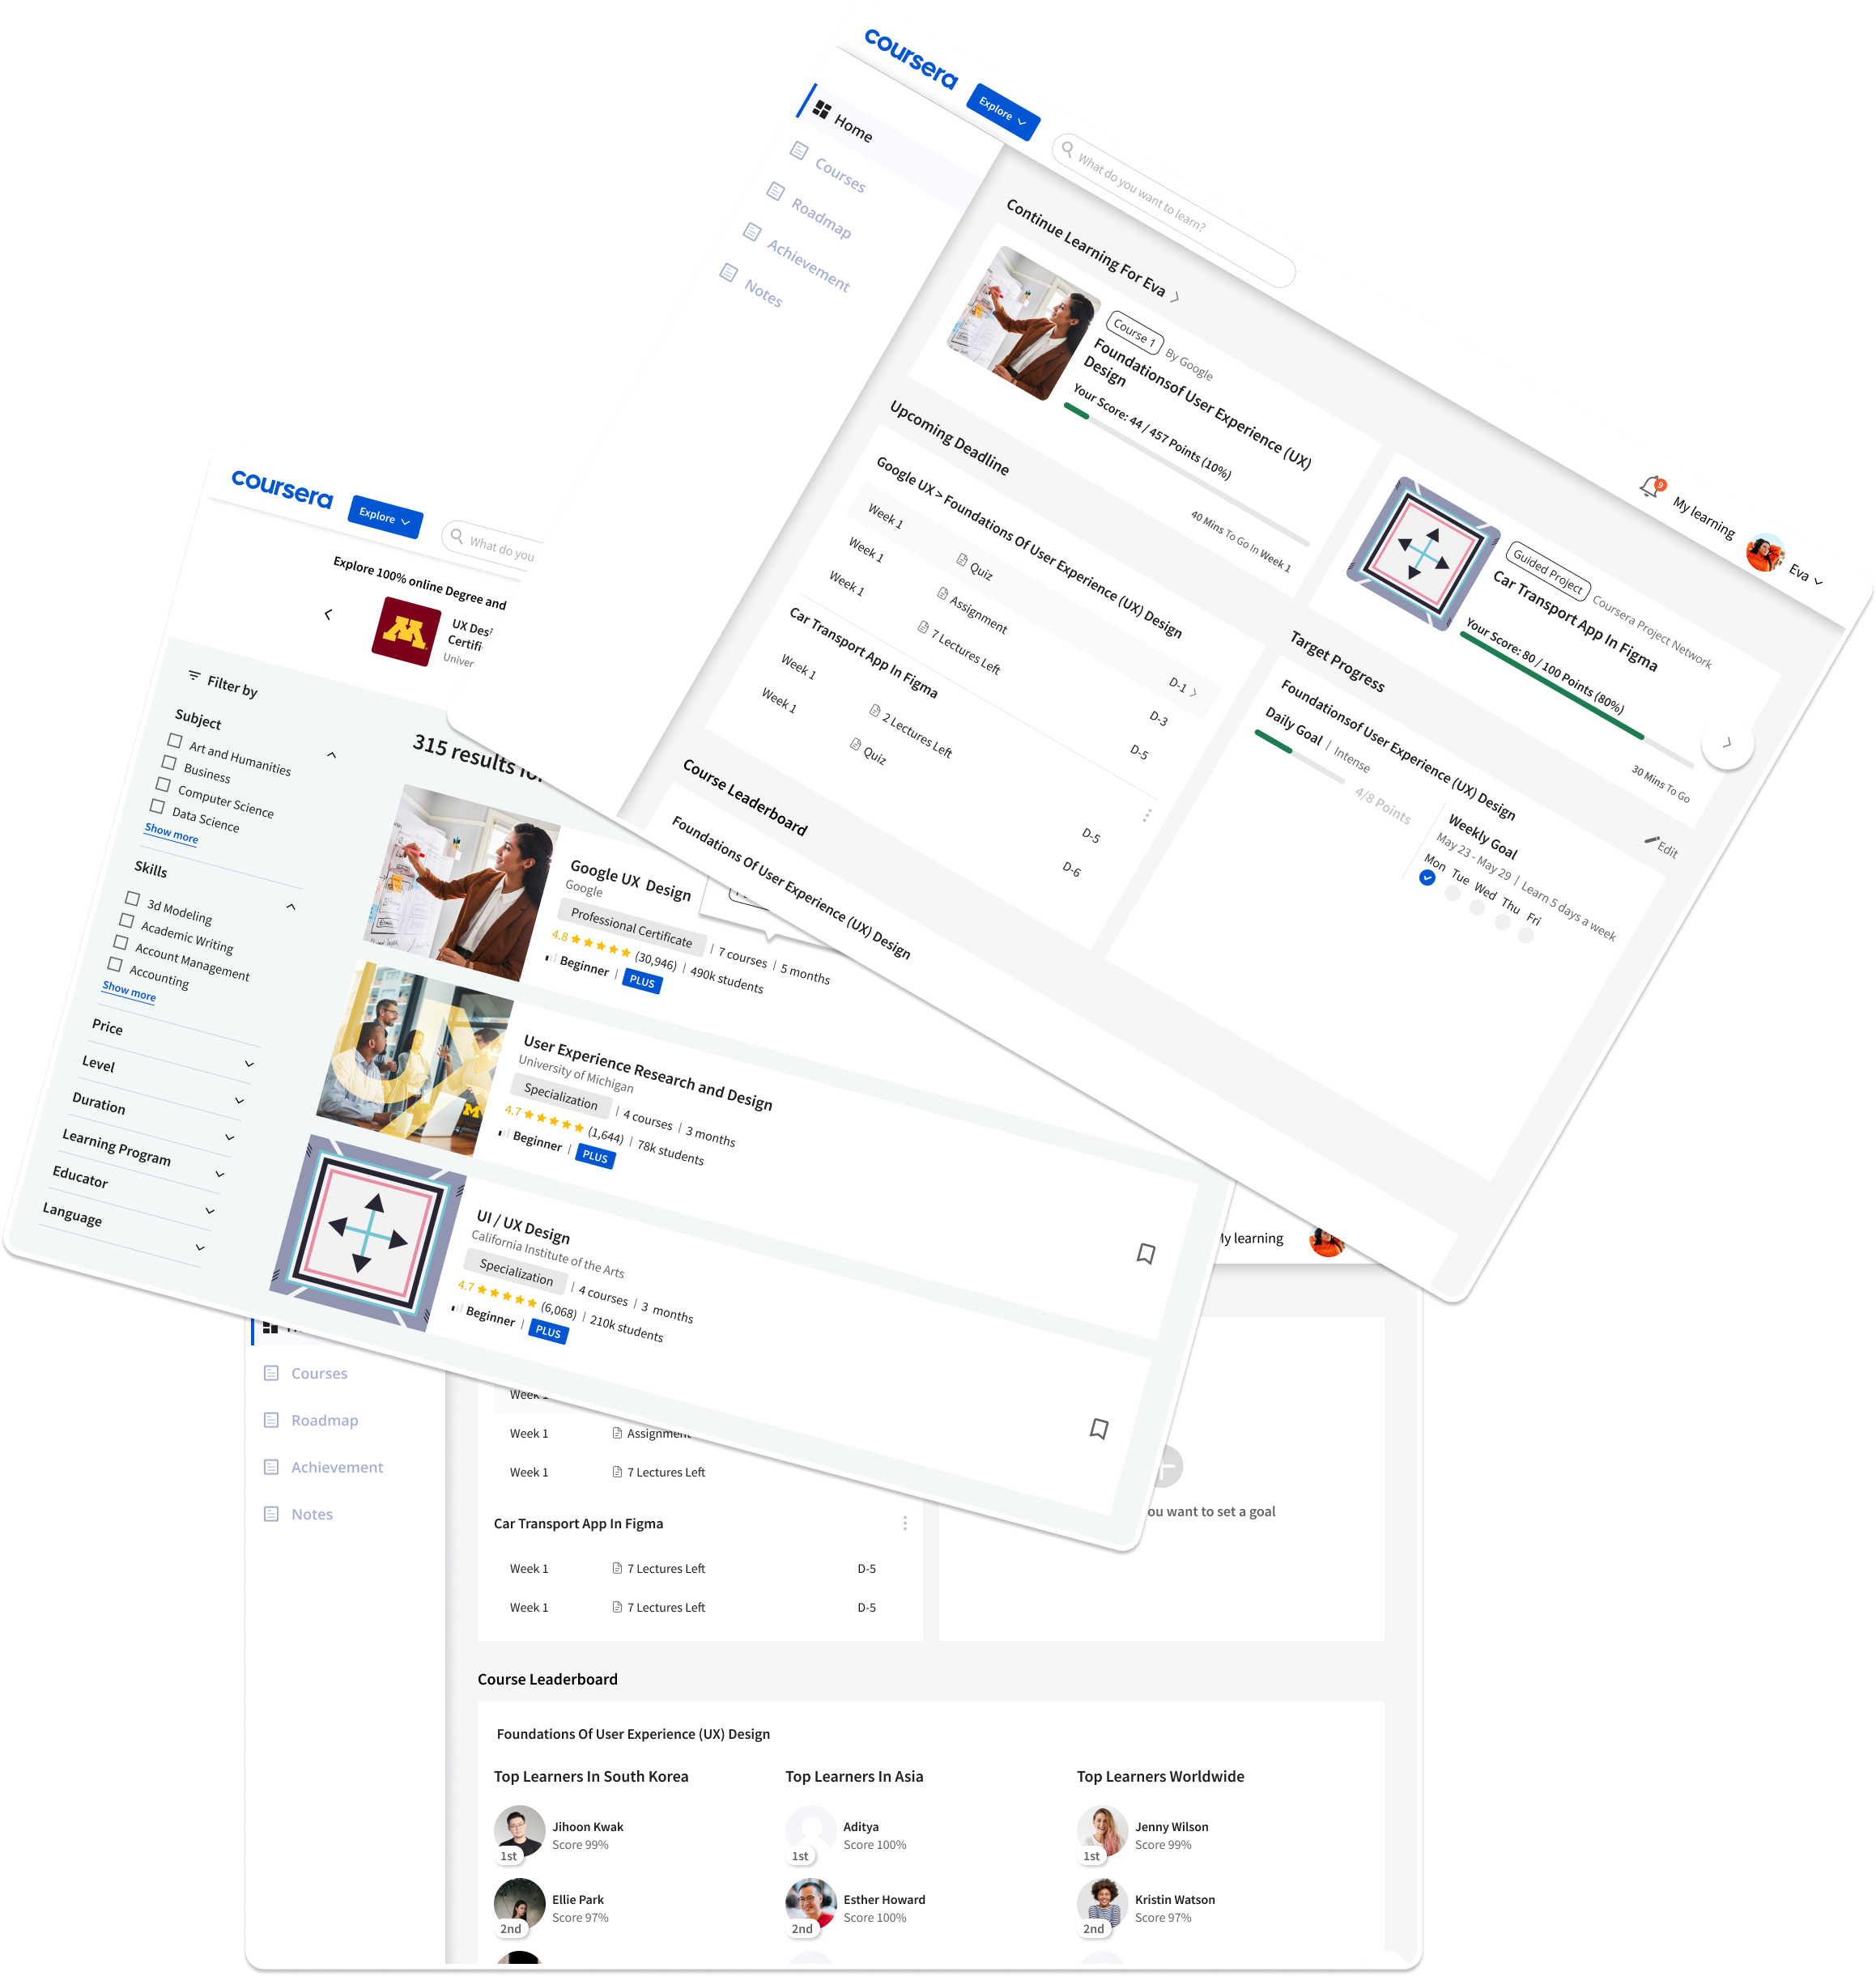 coursera
Explore
What do you want to learn?
Home
Courses
Roadmap
Achievement
Notes
9
My learning
Eva
Continue Learning For Eva
Course 1
By Google
Foundationsof User Experience (UX)
Design
Your Score: 44 / 457 Points (10%)
40 Mins To Go In Week 1
Guided Project
Coursera Project Network
Car Transport App In Figma
Your Score: 80 / 100 Points (80%)
30 Mins To Go
Upcoming Deadline
Google UX > Foundations Of User Experience (UX) Design
Week 1
Quiz
D-1
Week 1
Assignment
D-3
Week 1
7 Lectures Left
D-5
Car Transport App In Figma
Week 1
2 Lectures Left
D-5
Week 1
Quiz
D-6
Target Progress
Foundationsof User Experience (UX) Design
Edit
Daily Goal | Intense
4/8 Points
Weekly Goal
May 23 - May 29 | Learn 5 days a week
Mon Tue Wed Thu Fri
Course Leaderboard
Foundations Of User Experience (UX) Design
coursera
Explore
What do you
Explore 100% online Degree and
M
UX Desi
Certifi
Univer
Filter by
Subject
Art and Humanities
Business
Computer Science
Data Science
Show more
Skills
3d Modeling
Academic Writing
Account Management
Accounting
Show more
Price
Level
Duration
Learning Program
Educator
Language
315 results for
Google UX Design
Google
Professional Certificate | 7 courses | 5 months
4.8 (30,946) | 490k students
Beginner | PLUS
UX
M
User Experience Research and Design
University of Michigan
Specialization | 4 courses | 3 months
4.7 (1,644) | 78k students
Beginner | PLUS
UI / UX Design
California Institute of the Arts
Specialization | 4 courses | 3 months
4.7 (6,068) | 210k students
Beginner | PLUS
My learning
Courses
Roadmap
Achievement
Notes
Week 1
Week 1
Assignment
Week 1
7 Lectures Left
Car Transport App In Figma
Week 1
7 Lectures Left
D-5
Week 1
7 Lectures Left
D-5
ou want to set a goal
Course Leaderboard
Foundations Of User Experience (UX) Design
Top Learners In South Korea
Jihoon Kwak
Score 99%
1st
Ellie Park
Score 97%
2nd
Top Learners In Asia
Aditya
Score 100%
1st
Esther Howard
Score 100%
2nd
Top Learners Worldwide
Jenny Wilson
Score 99%
1st
Kristin Watson
Score 97%
2nd